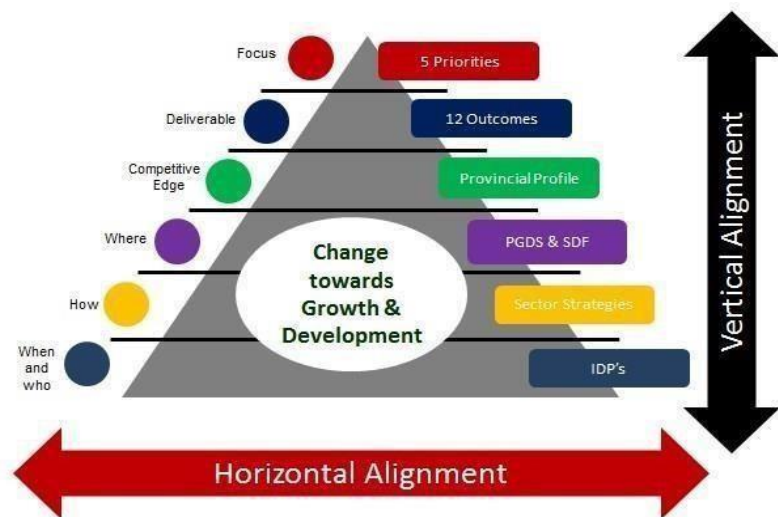 Focus
5 Priorities
Deliverable
12 Outcomes
Competitive
Edge
Provincial Profile
Where
PGDS & SDF
Change
towards
Growth &
Development
How
Sector Strategies
When
and
who
IDP's
Vertical Alignment
Horizontal Alignment